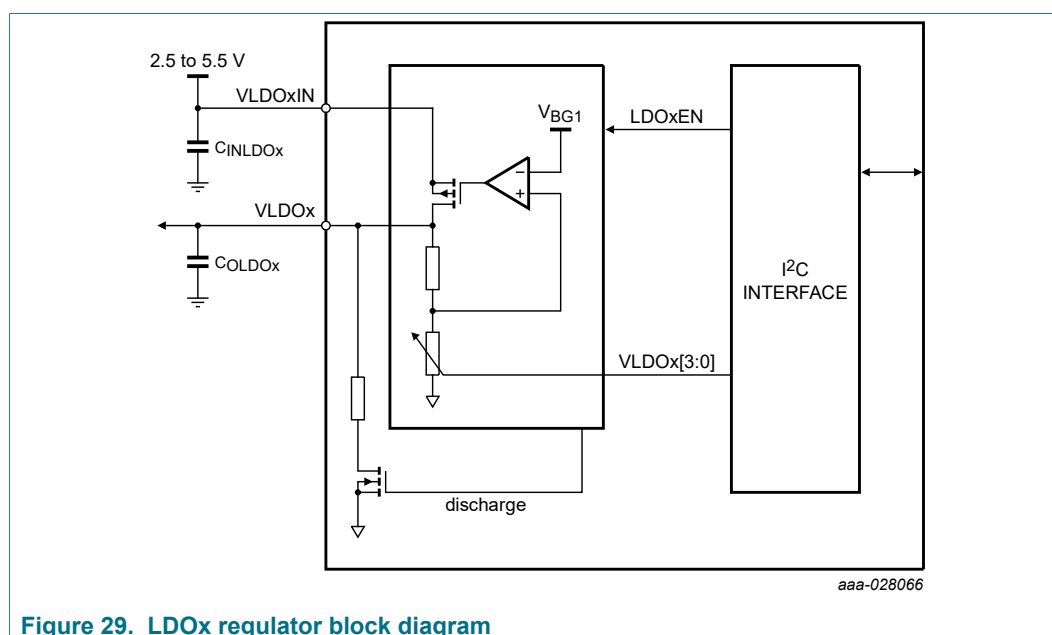 2.5 to 5.5 V
VLDOxIN
CINLDOx
VLDOx
COLDOx
VBG1
−
+
LDOxEN
I2C
INTERFACE
VLDOx[3:0]
discharge
aaa-028066
Figure 29. LDOx regulator block diagram